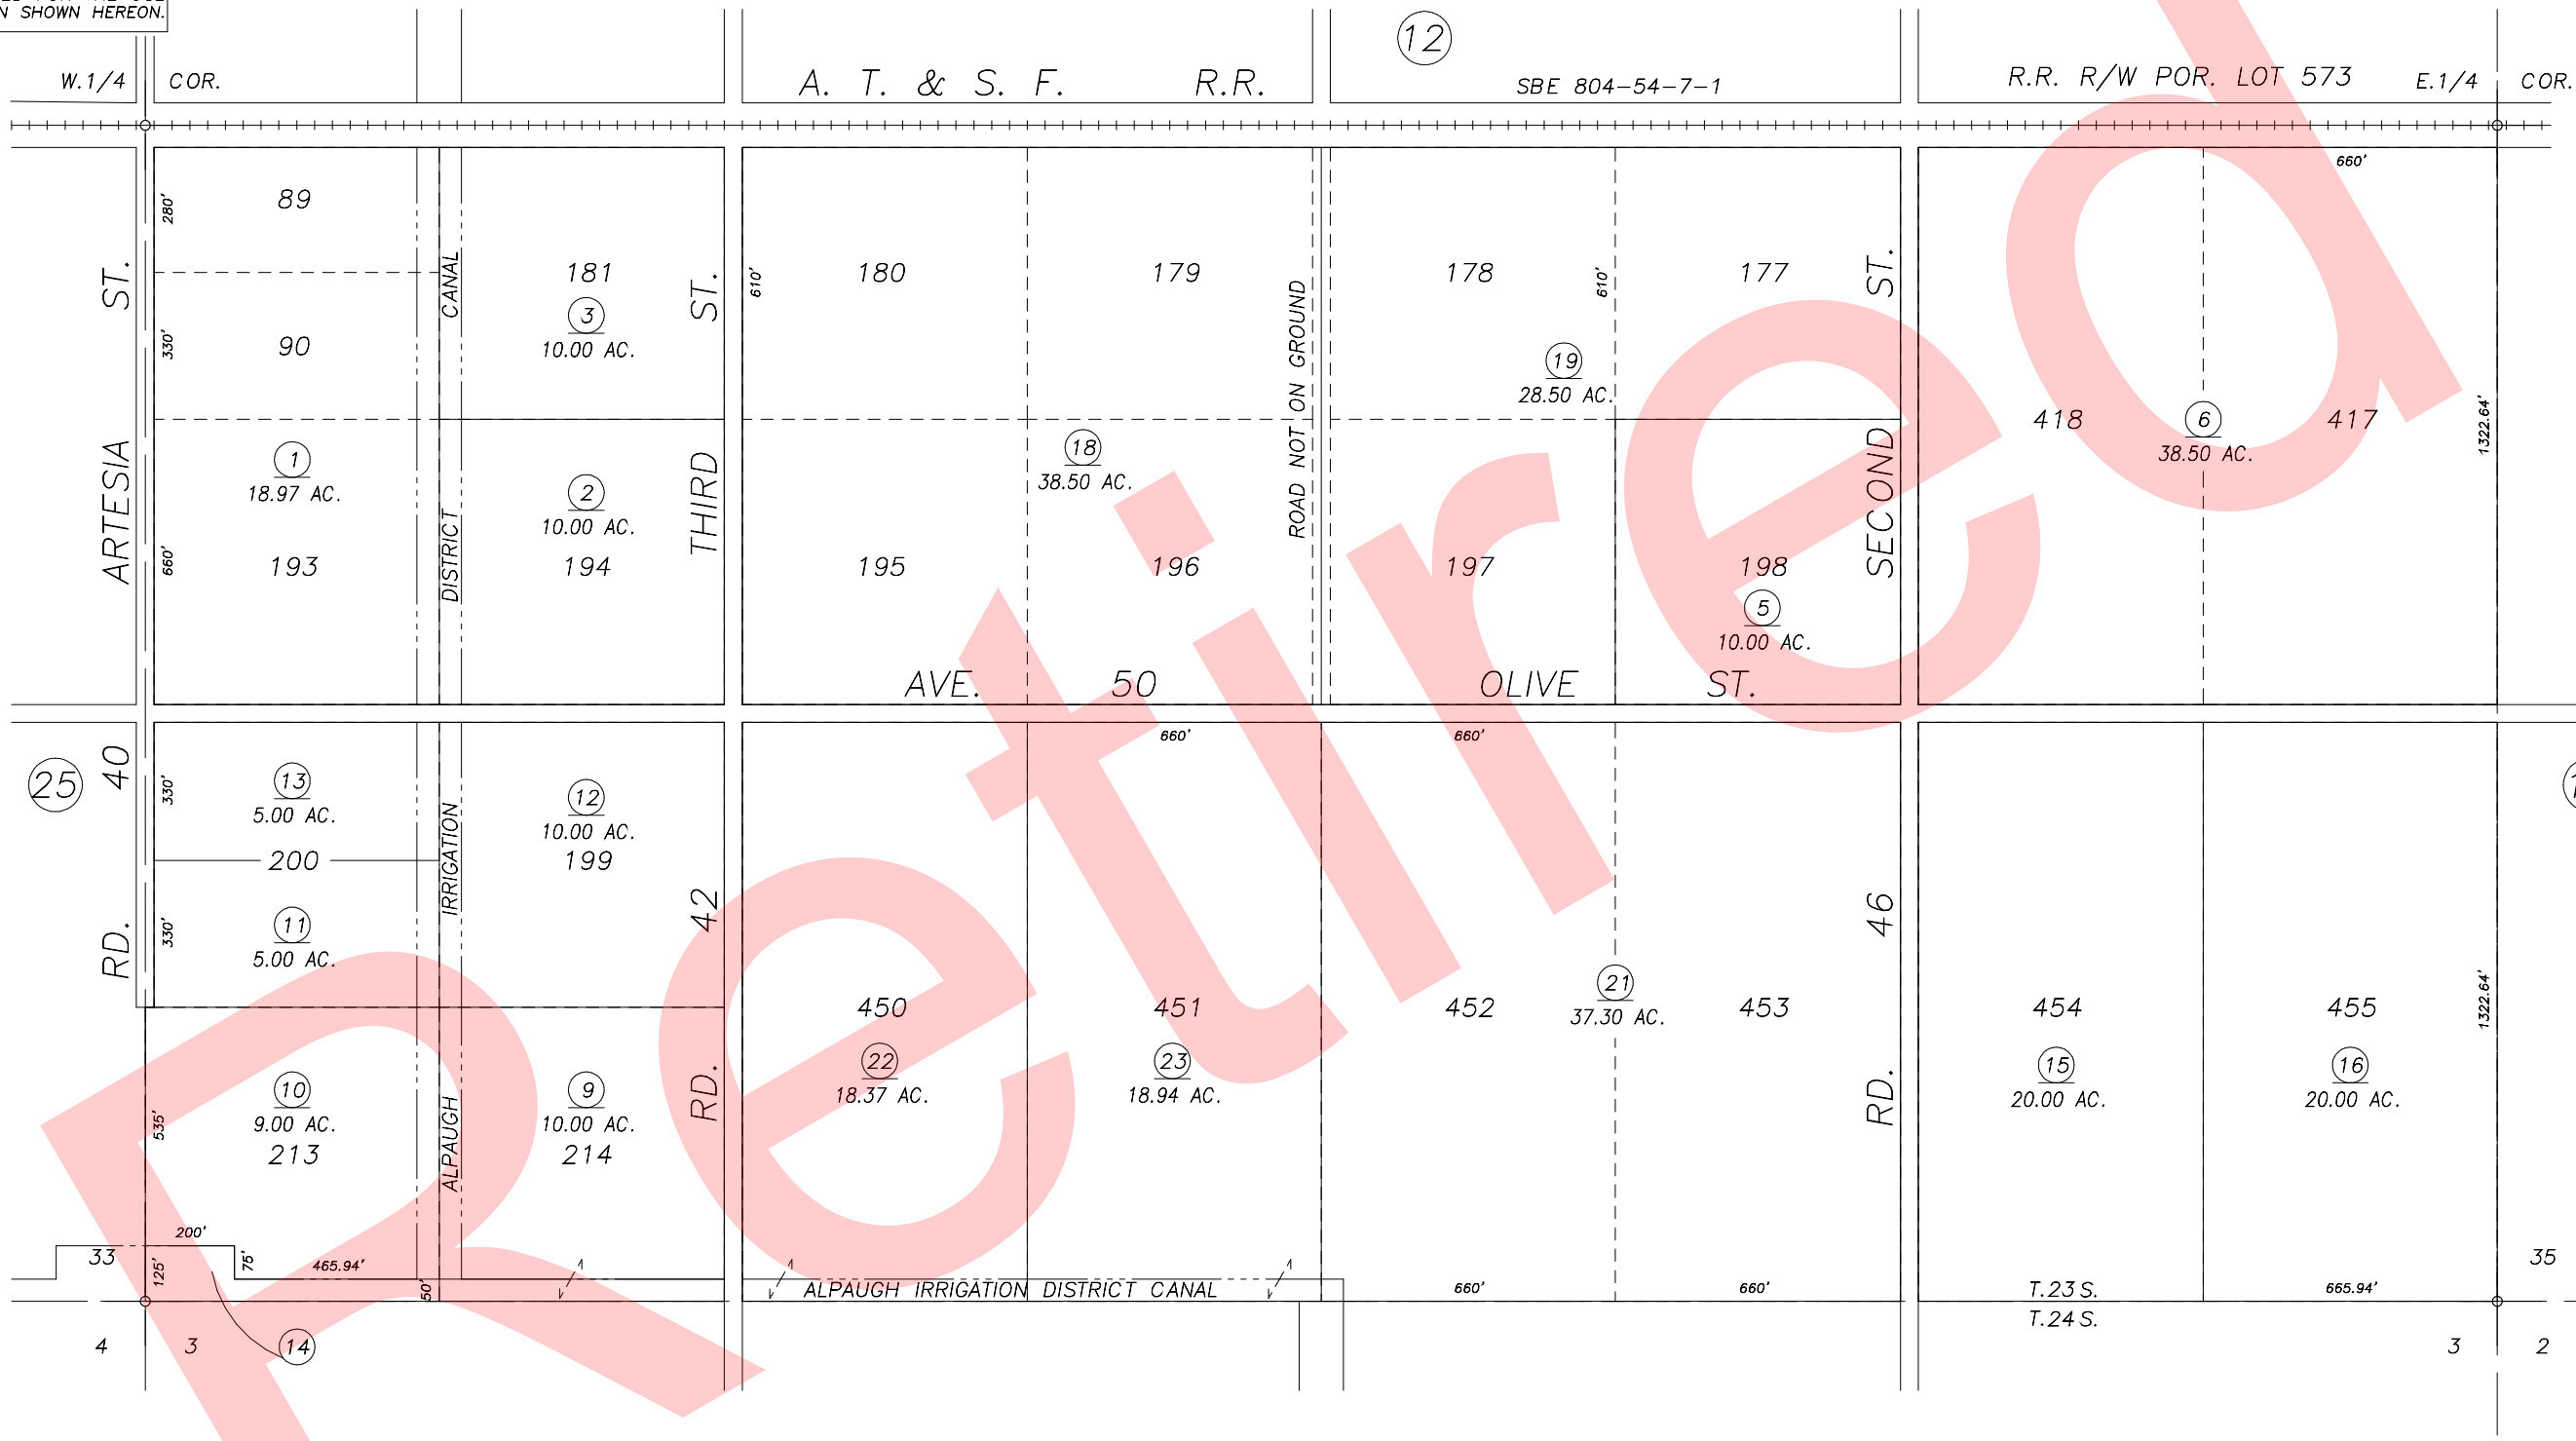 N SHOWN HEREON.
12
W.1/4 COR.
A. T. & S. F. R.R.
SBE 804-54-7-1
R.R. R/W POR. LOT 573
E.1/4 COR.
660'
280'
89
330'
90
ARTESIA ST.
1
18.97 AC.
660'
193
CANAL
DISTRICT
181
3
10.00 AC.
2
10.00 AC.
194
THIRD ST.
610'
180
179
18
38.50 AC.
195
196
ROAD NOT ON GROUND
178
610'
177
19
28.50 AC.
197
198
5
10.00 AC.
SECOND ST.
418
6
38.50 AC.
417
1322.64'
AVE. 50 OLIVE ST.
25
RD. 40
330'
13
5.00 AC.
200
330'
11
5.00 AC.
IRRIGATION
12
10.00 AC.
199
RD. 42
660'
660'
450
451
452
21
37.30 AC.
453
RD. 46
454
455
1322.64'
22
18.37 AC.
23
18.94 AC.
15
20.00 AC.
16
20.00 AC.
535'
10
9.00 AC.
213
ALPAUGH
9
10.00 AC.
214
200'
33
125'
75'
465.94'
50'
ALPAUGH IRRIGATION DISTRICT CANAL
660'
660'
T.23 S.
665.94'
35
T.24 S.
4
3
14
3
2
Retired